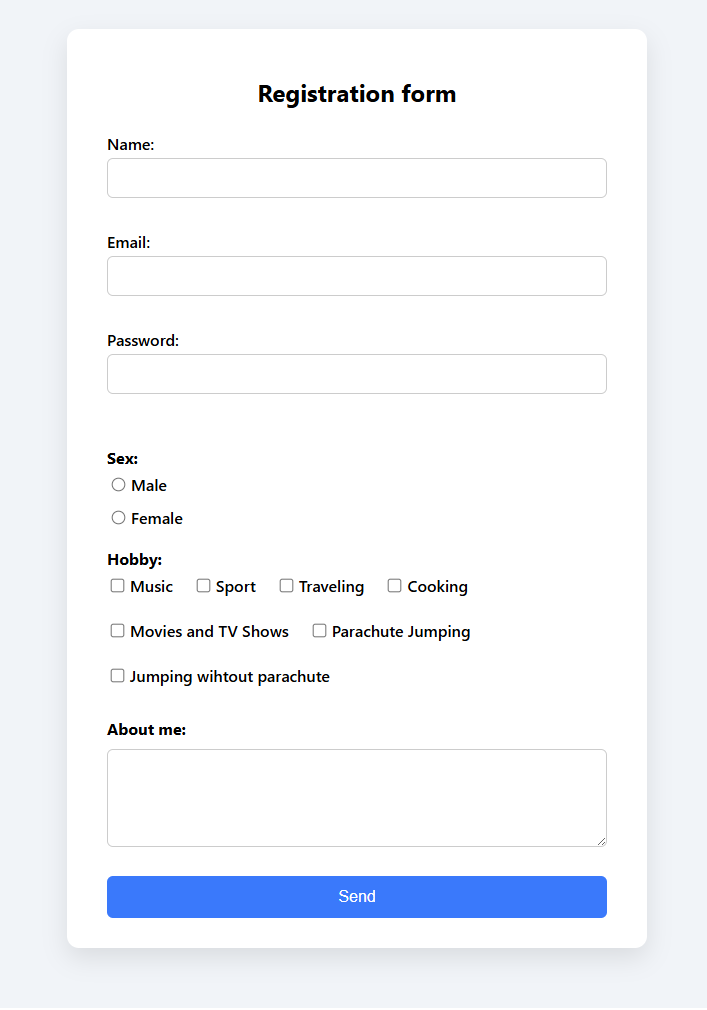 Registration form
Name:
Email:
Password:
Sex:
Male
Female
Hobby:
Music Sport Traveling Cooking
Movies and TV Shows Parachute Jumping
Jumping wihtout parachute
About me:
Send